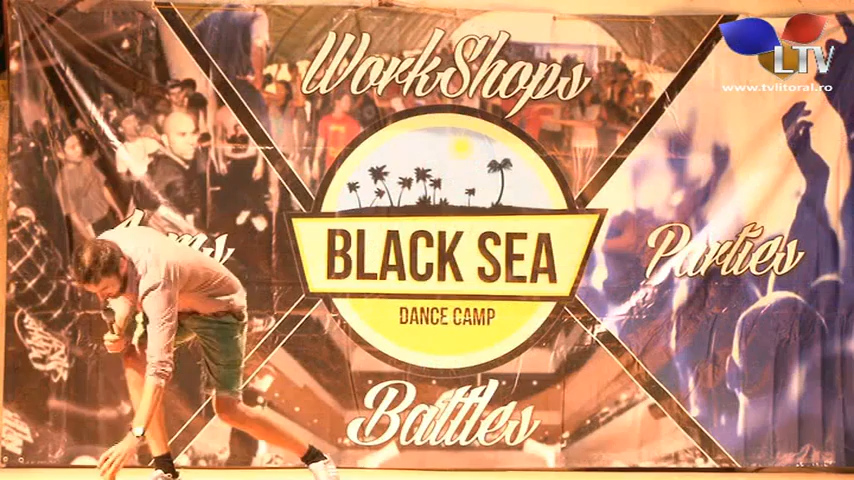 WorkShops
LTV
www.tvlitoral.ro
BLACK SEA
Parties
DANCE CAMP
Battles